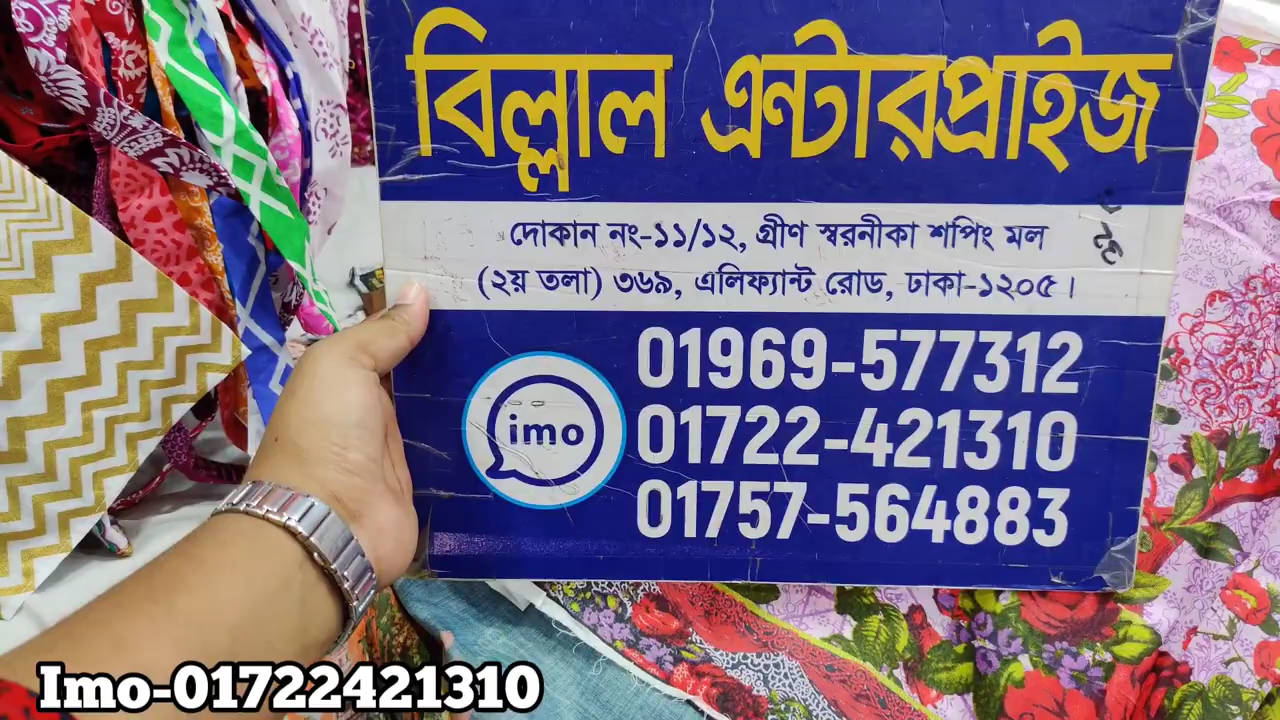 বিল্লাল এন্টারপ্রাইজ
দোকান নং-১১/১২, গ্রীণ স্বরনীকা শপিং মল
(২য় তলা) ৩৬৯, এলিফ্যান্ট রোড, ঢাকা-১২০৫।
imo
01969-577312
01722-421310
01757-564883
Imo-01722421310